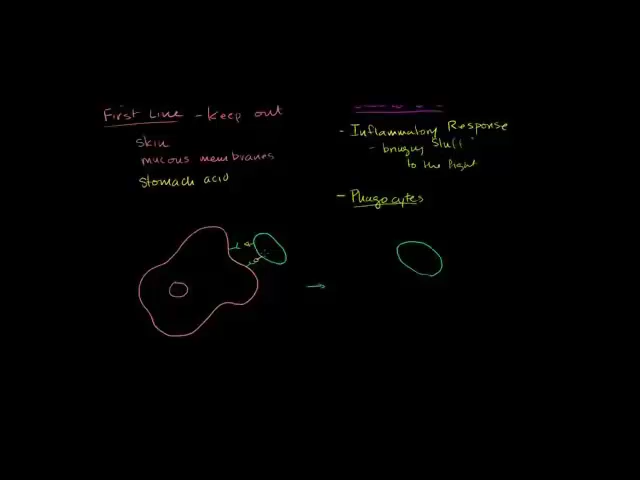 First Line - Keep out
skin
mucous membranes
stomach acid
- Inflammatory Response
- bringing stuff
to the fight
- Phagocytes